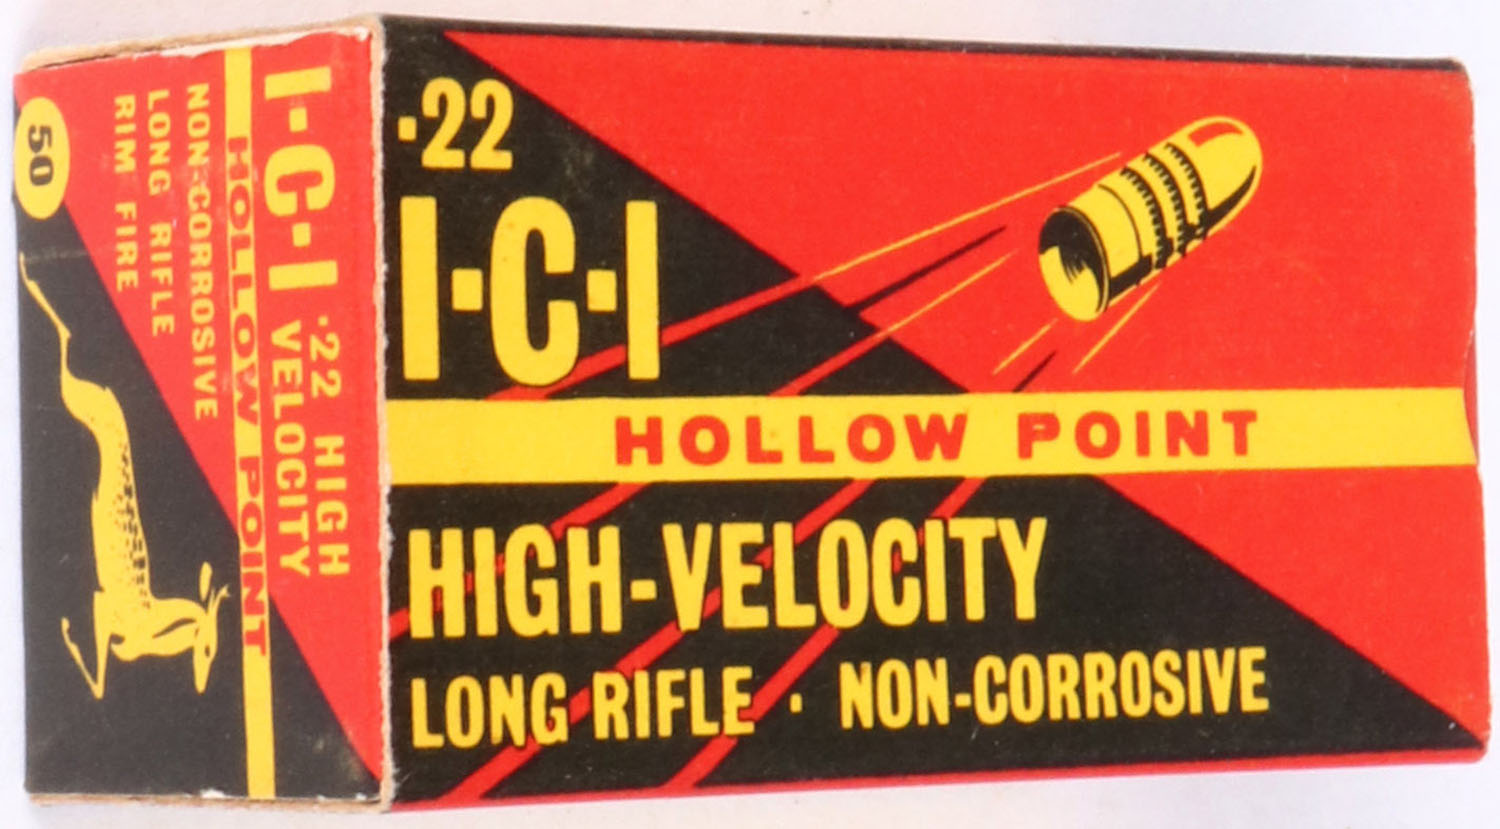 ·22
I·C·I
HOLLOW POINT
HIGH-VELOCITY
LONG RIFLE · NON-CORROSIVE
I·C·I ·22 HIGH VELOCITY
HOLLOW POINT
NON-CORROSIVE
LONG RIFLE
RIM FIRE
50